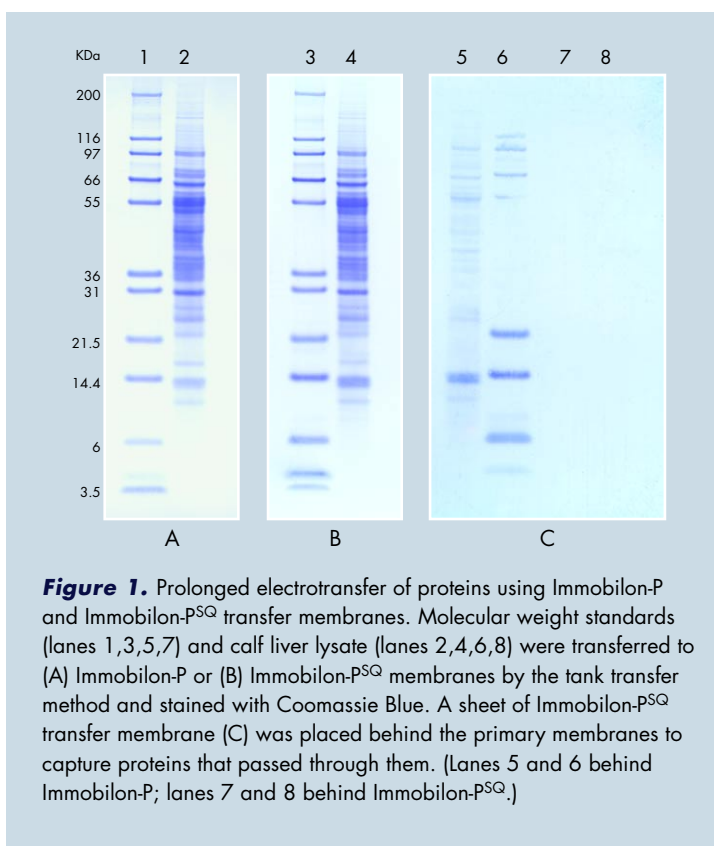 KDa 1 2 3 4 5 6 7 8
200
116
97
66
55
36
31
21.5
14.4
6
3.5
A B C
Figure 1. Prolonged electrotransfer of proteins using Immobilon-P
and Immobilon-P^SQ transfer membranes. Molecular weight standards
(lanes 1,3,5,7) and calf liver lysate (lanes 2,4,6,8) were transferred to
(A) Immobilon-P or (B) Immobilon-P^SQ membranes by the tank transfer
method and stained with Coomassie Blue. A sheet of Immobilon-P^SQ
transfer membrane (C) was placed behind the primary membranes to
capture proteins that passed through them. (Lanes 5 and 6 behind
Immobilon-P; lanes 7 and 8 behind Immobilon-P^SQ.)